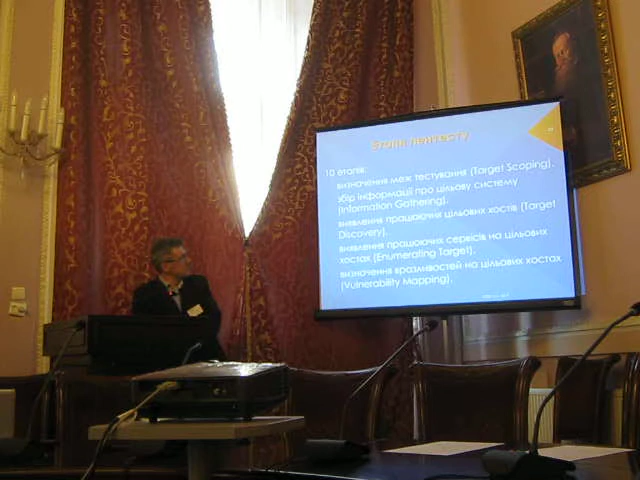 Етапи пентесту
10 етапів:
визначення меж тестування (Target Scoping).
збір інформації про цільову систему
(Information Gathering).
виявлення працюючих цільових хостів (Target
Discovery).
виявлення працюючих сервісів на цільових
хостах (Enumerating Target).
визначення вразливостей на цільових хостах
(Vulnerability Mapping).